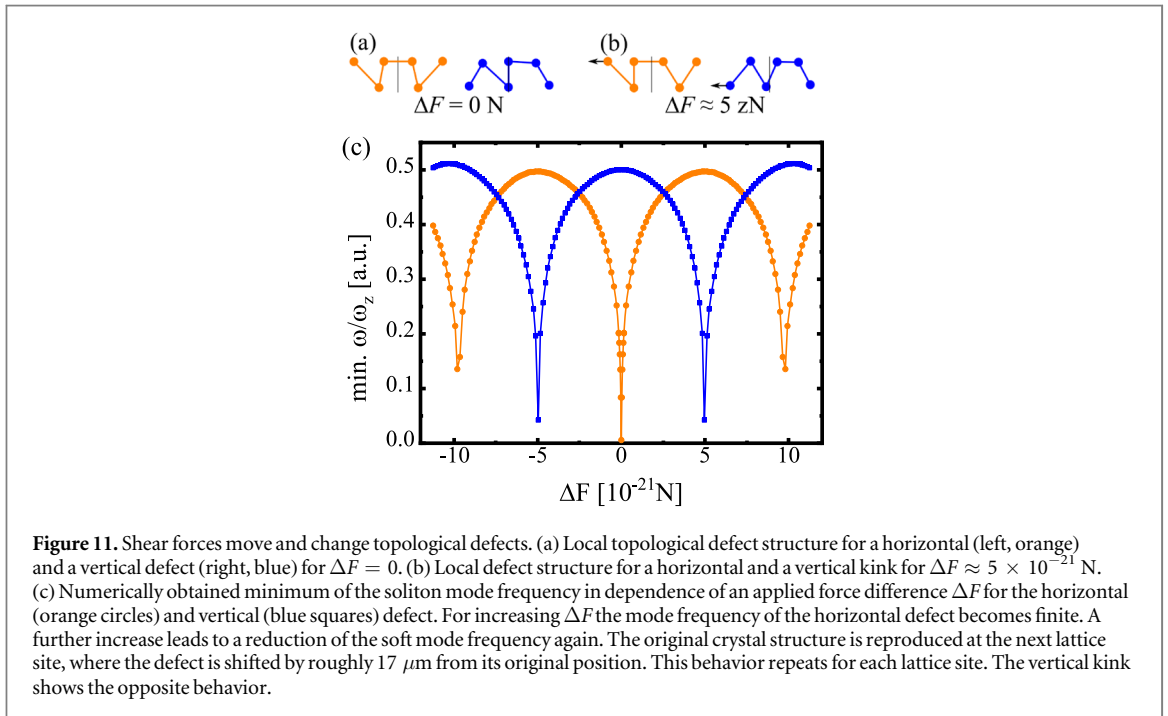 (a) (b)
ΔF = 0 N ΔF ≈ 5 zN
(c)
0.5
0.4
0.3
0.2
0.1
0.0
min. ω/ω_z [a.u.]
-10 -5 0 5 10
ΔF [10⁻²¹N]
Figure 11. Shear forces move and change topological defects. (a) Local topological defect structure for a horizontal (left, orange)
and a vertical defect (right, blue) for ΔF = 0. (b) Local defect structure for a horizontal and a vertical kink for ΔF ≈ 5 × 10⁻²¹ N.
(c) Numerically obtained minimum of the soliton mode frequency in dependence of an applied force difference ΔF for the horizontal
(orange circles) and vertical (blue squares) defect. For increasing ΔF the mode frequency of the horizontal defect becomes finite. A
further increase leads to a reduction of the soft mode frequency again. The original crystal structure is reproduced at the next lattice
site, where the defect is shifted by roughly 17 μm from its original position. This behavior repeats for each lattice site. The vertical kink
shows the opposite behavior.